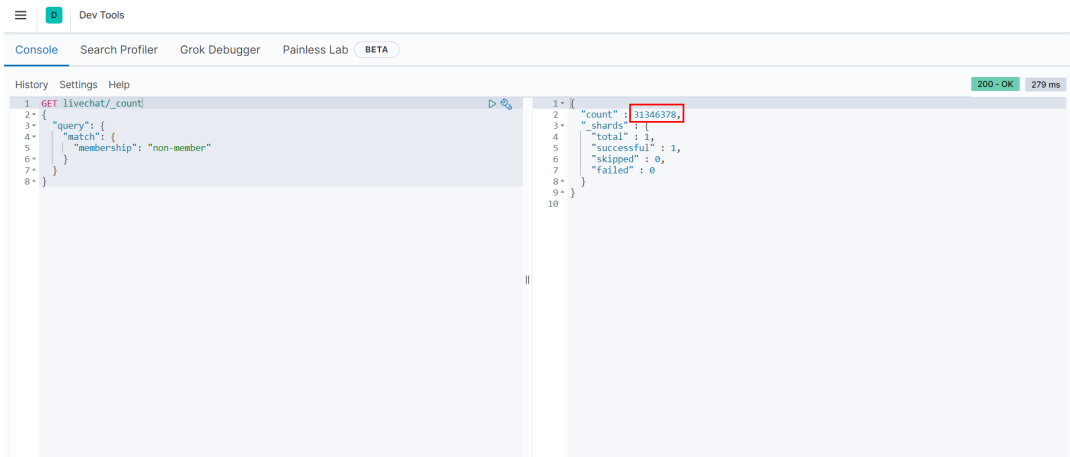 D Dev Tools
Console Search Profiler Grok Debugger Painless Lab BETA
History Settings Help
200 - OK 279 ms
1 GET livechat/_count
2 {
3 "query": {
4 "match": {
5 "membership": "non-member"
6 }
7 }
8 }
1 {
2 "count" : 31346378,
3 "_shards" : {
4 "total" : 1,
5 "successful" : 1,
6 "skipped" : 0,
7 "failed" : 0
8 }
9 }
10